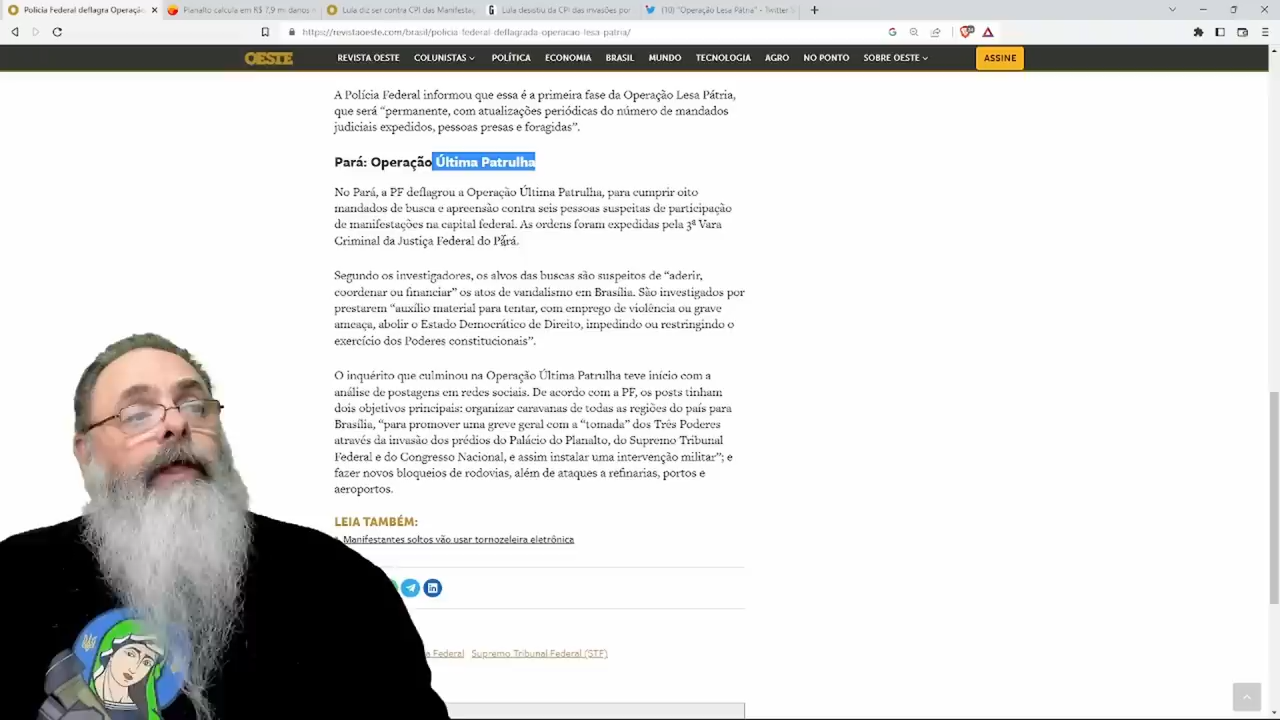 Polícia Federal deflagra Operação
Planalto calcula em R$ 7,9 mi danos
Lula diz ser contra CPI das Manifestaç
Lula desistiu da CPI das invasões por
(10) "Operação Lesa Pátria" - Twitter
https://revistaoeste.com/brasil/policia-federal-deflagrada-operacao-lesa-patria/
OESTE
REVISTA OESTE COLUNISTAS POLÍTICA ECONOMIA BRASIL MUNDO TECNOLOGIA AGRO NO PONTO SOBRE OESTE
ASSINE
A Polícia Federal informou que essa é a primeira fase da Operação Lesa Pátria,
que será “permanente, com atualizações periódicas do número de mandados
judiciais expedidos, pessoas presas e foragidas”.
Pará: Operação Última Patrulha
No Pará, a PF deflagrou a Operação Última Patrulha, para cumprir oito
mandados de busca e apreensão contra seis pessoas suspeitas de participação
de manifestações na capital federal. As ordens foram expedidas pela 3ª Vara
Criminal da Justiça Federal do Pará.
Segundo os investigadores, os alvos das buscas são suspeitos de “aderir,
coordenar ou financiar” os atos de vandalismo em Brasília. São investigados por
prestarem “auxílio material para tentar, com emprego de violência ou grave
ameaça, abolir o Estado Democrático de Direito, impedindo ou restringindo o
exercício dos Poderes constitucionais”.
O inquérito que culminou na Operação Última Patrulha teve início com a
análise de postagens em redes sociais. De acordo com a PF, os posts tinham
dois objetivos principais: organizar caravanas de todas as regiões do país para
Brasília, “para promover uma greve geral com a “tomada” dos Três Poderes
através da invasão dos prédios do Palácio do Planalto, do Supremo Tribunal
Federal e do Congresso Nacional, e assim instalar uma intervenção militar”; e
fazer novos bloqueios de rodovias, além de ataques a refinarias, portos e
aeroportos.
LEIA TAMBÉM:
Manifestantes soltos vão usar tornozeleira eletrônica
Federal
Supremo Tribunal Federal (STF)